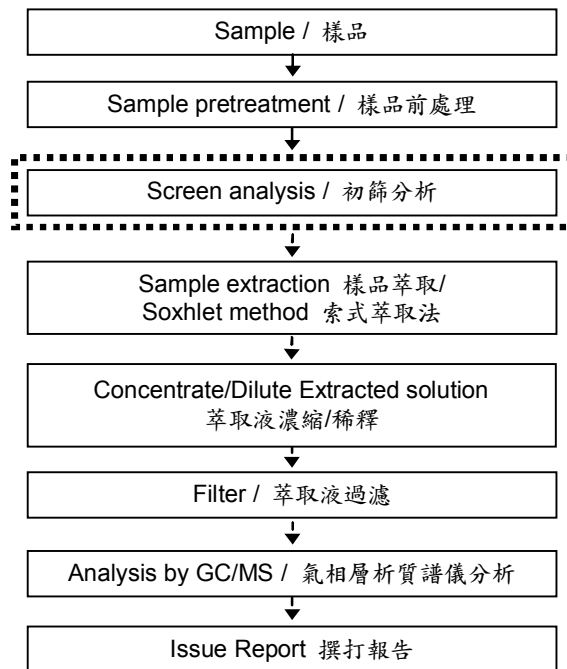 Sample / 樣品
Sample pretreatment / 樣品前處理
Screen analysis / 初篩分析
Sample extraction 樣品萃取/
Soxhlet method 索式萃取法
Concentrate/Dilute Extracted solution
萃取液濃縮/稀釋
Filter / 萃取液過濾
Analysis by GC/MS / 氣相層析質譜儀分析
Issue Report 撰打報告